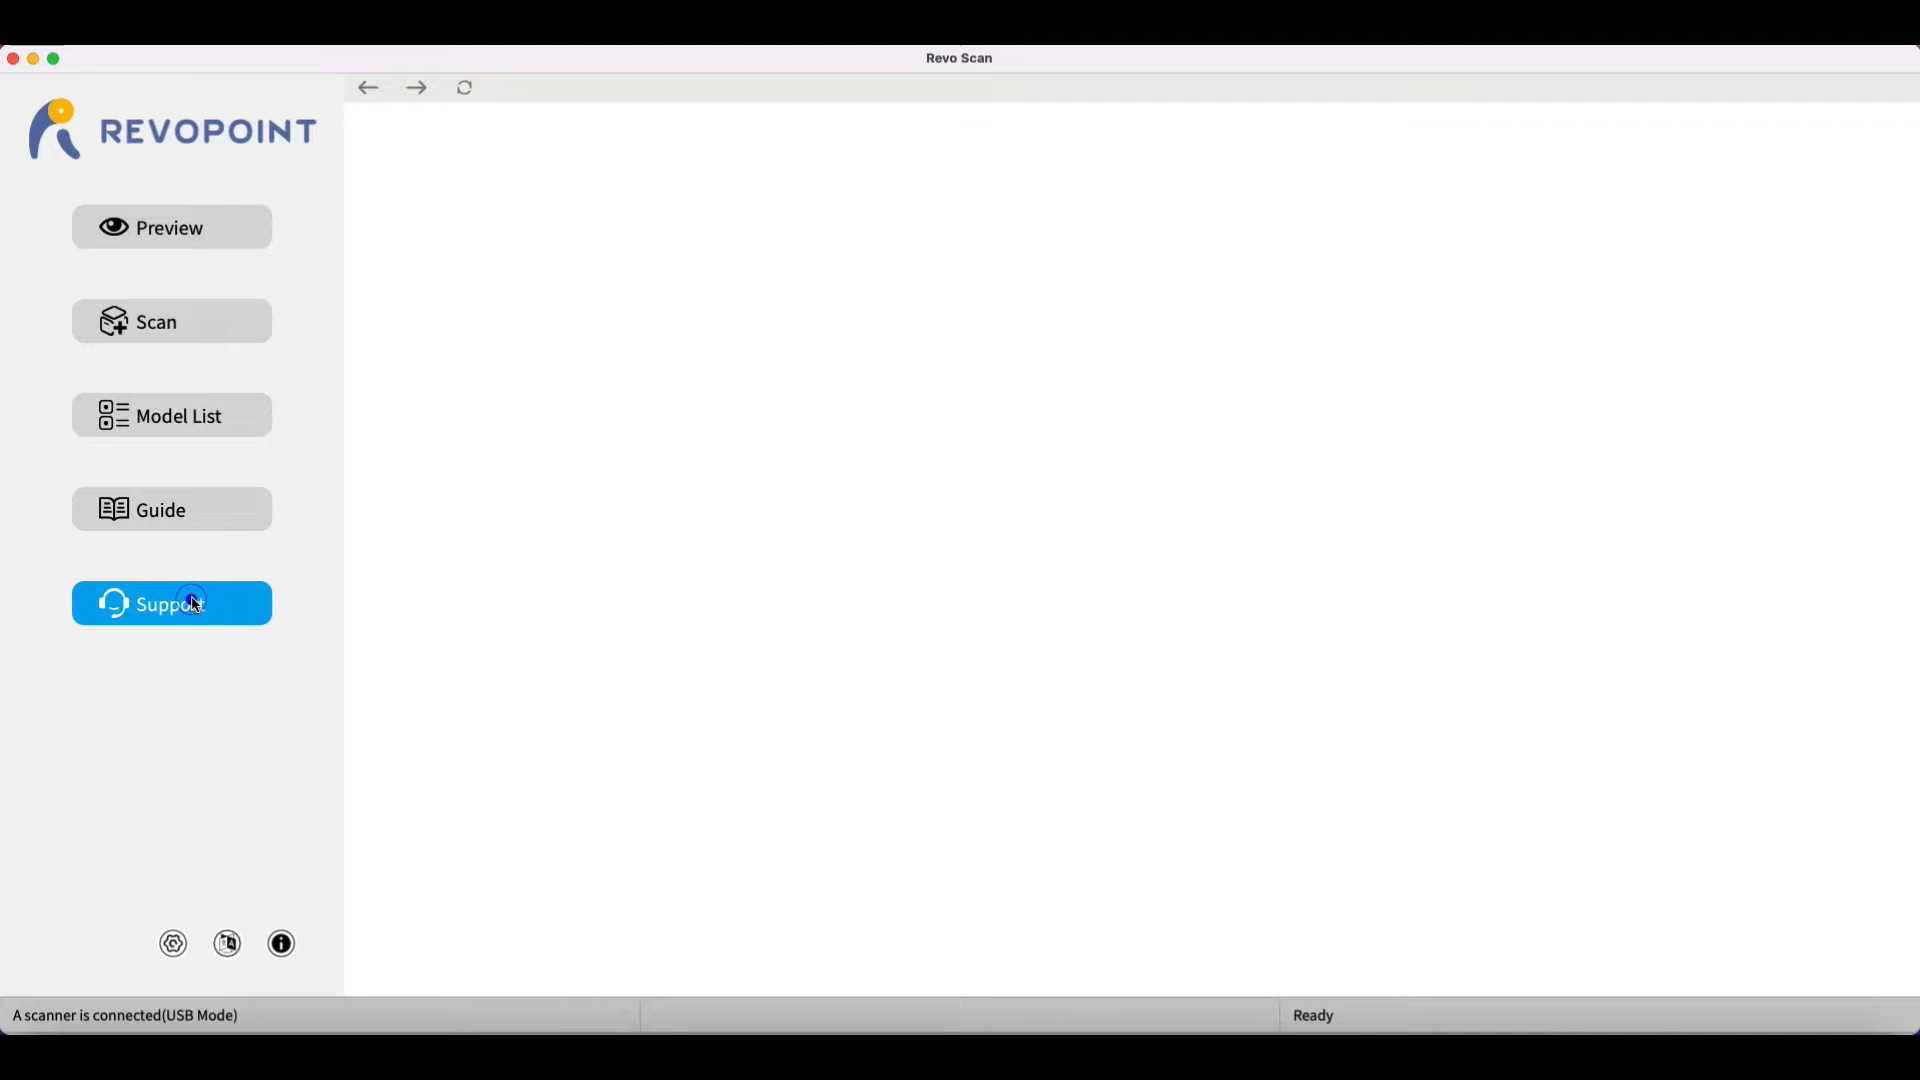 Revo Scan
REVOPOINT
Preview
Scan
Model List
Guide
Support
A scanner is connected(USB Mode)
Ready